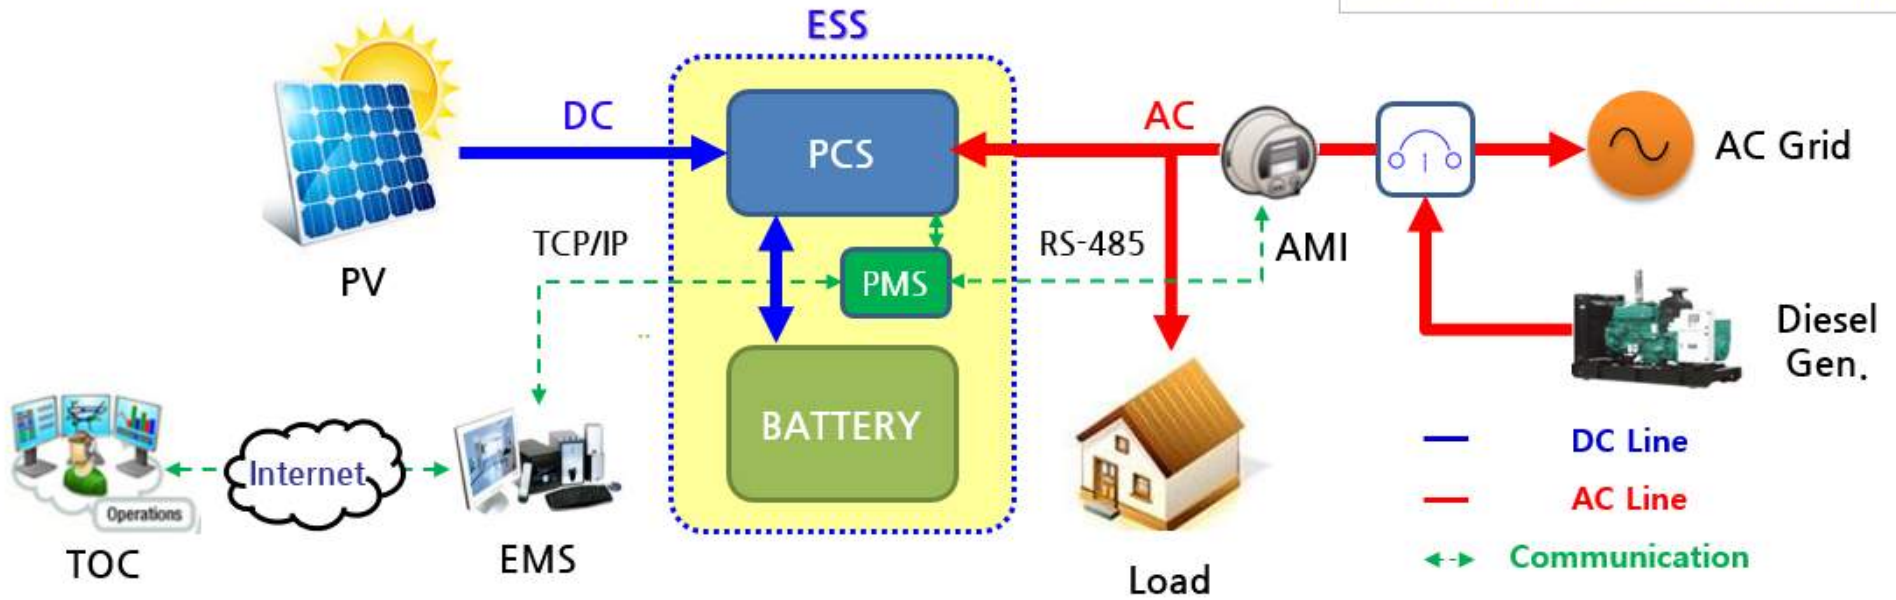 ESS
DC
PCS
AC
AC Grid
PV
TCP/IP
PMS
RS-485
AMI
Diesel
Gen.
BATTERY
Internet
Operations
TOC
EMS
Load
DC Line
AC Line
Communication